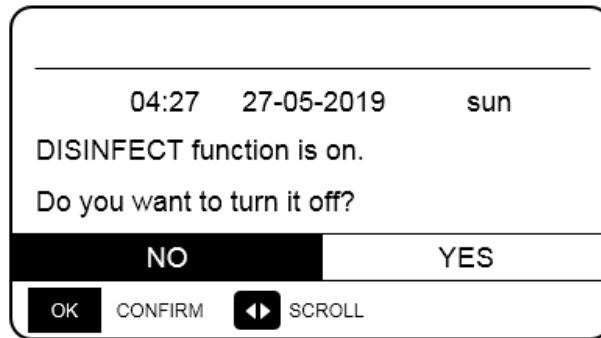 04:27 27-05-2019 sun
DISINFECT function is on.
Do you want to turn it off?
NO YES
OK CONFIRM SCROLL